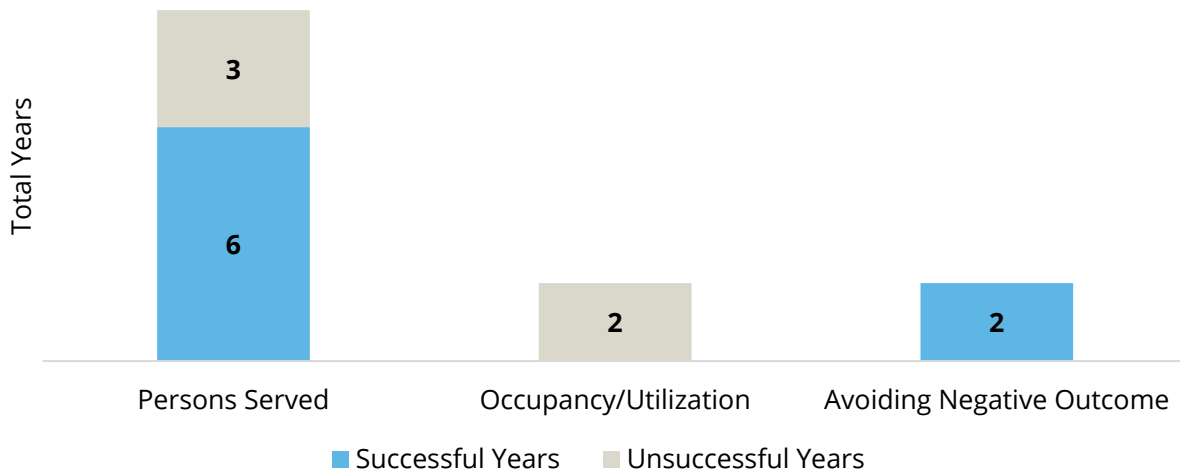 Total Years
3
6
2
2
Persons Served
Occupancy/Utilization
Avoiding Negative Outcome
Successful Years
Unsuccessful Years